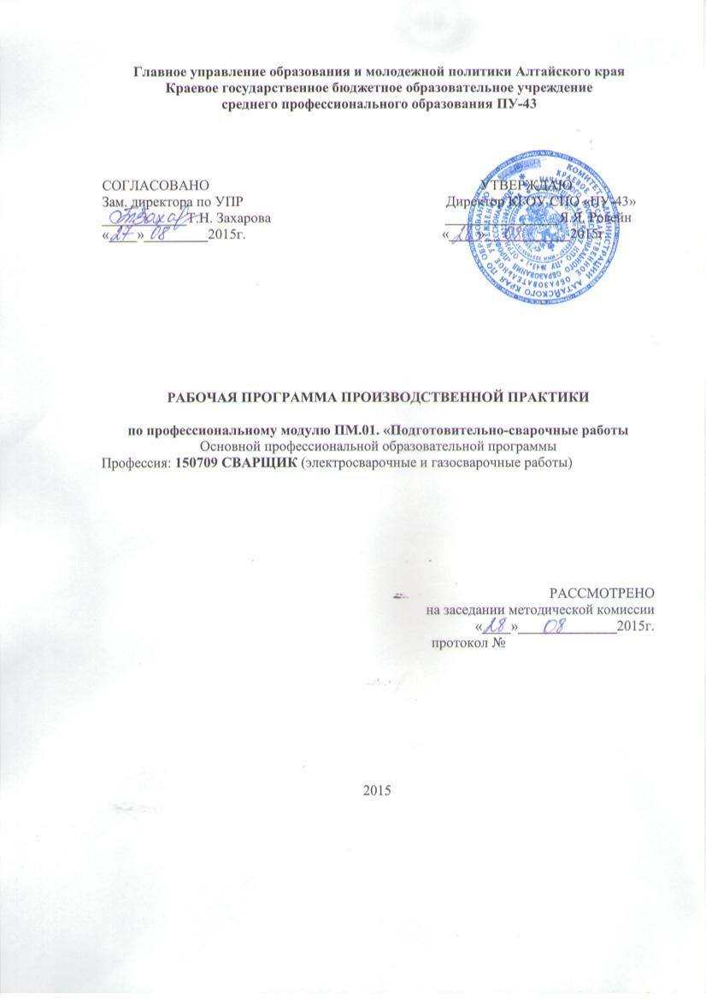 Главное управление образования и молодежной политики Алтайского края
Краевое государственное бюджетное образовательное учреждение
среднего профессионального образования ПУ-43
СОГЛАСОВАНО
Зам. директора по УПР
Т.Н. Захарова
«27» 08 2015г.
УТВЕРЖДАЮ
Директор КГОУ СПО «ПУ-43»
Я.Я. Ровейн
«28» 08 2015г
РАБОЧАЯ ПРОГРАММА ПРОИЗВОДСТВЕННОЙ ПРАКТИКИ
по профессиональному модулю ПМ.01. «Подготовительно-сварочные работы
Основной профессиональной образовательной программы
Профессия: 150709 СВАРЩИК (электросварочные и газосварочные работы)
РАССМОТРЕНО
на заседании методической комиссии
«28» 08 2015г.
протокол №
2015